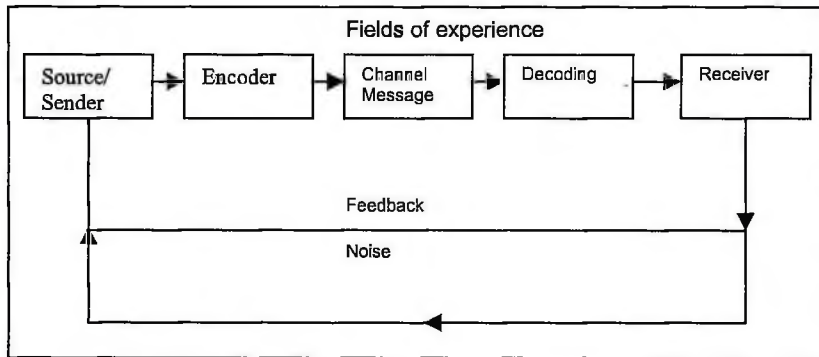 Fields of experience
Source/
Sender
Encoder
Channel
Message
Decoding
Receiver
Feedback
Noise